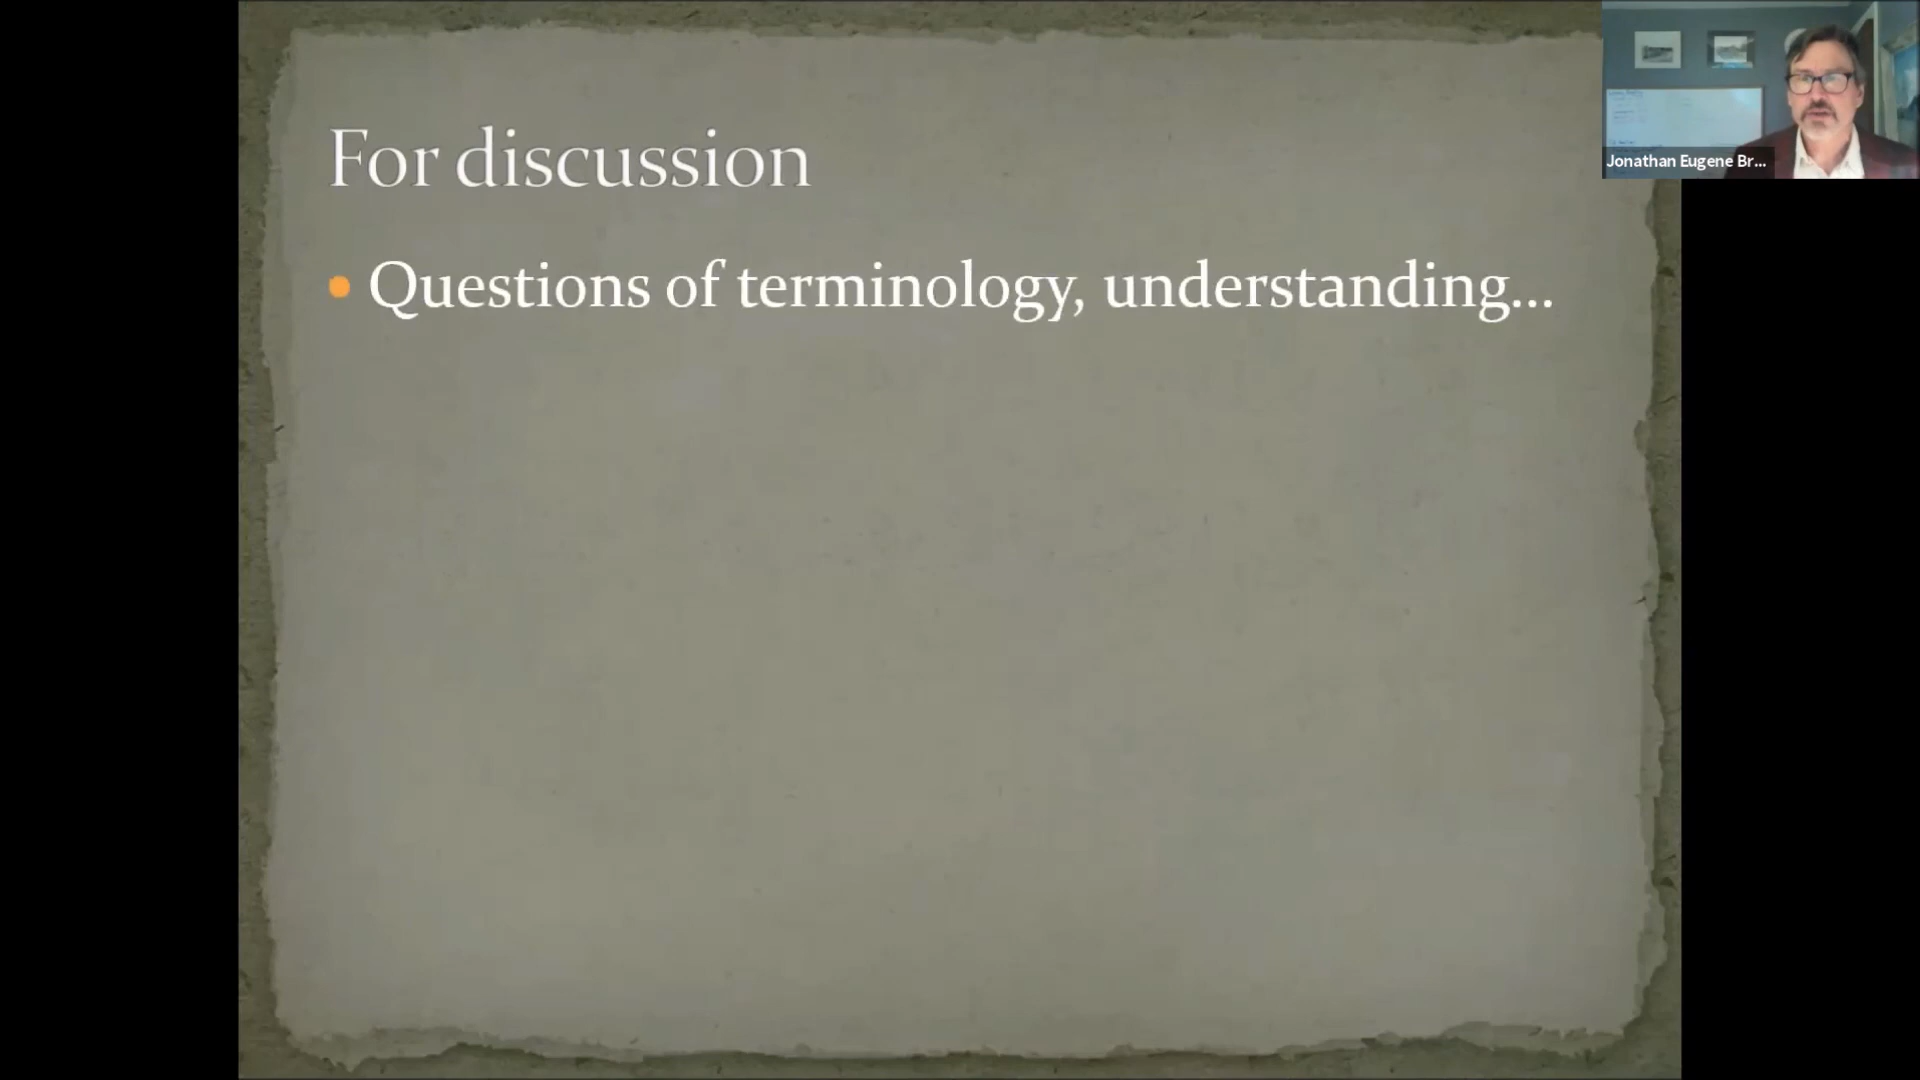 For discussion
Questions of terminology, understanding...
Jonathan Eugene Br...